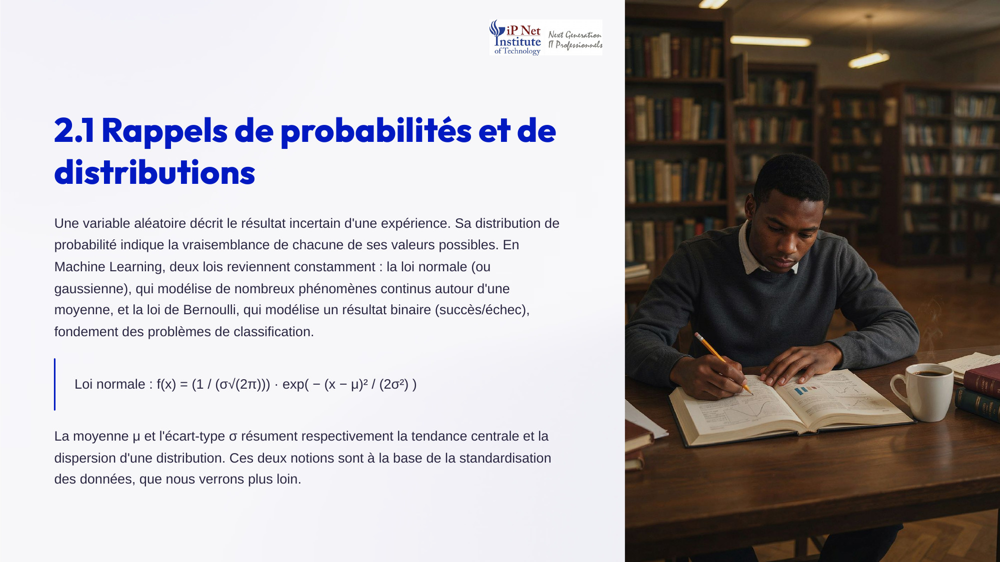 iP Net
Institute
of Technology
Next Generation
IT Professionnels
2.1 Rappels de probabilités et de
distributions
Une variable aléatoire décrit le résultat incertain d'une expérience. Sa distribution de
probabilité indique la vraisemblance de chacune de ses valeurs possibles. En
Machine Learning, deux lois reviennent constamment : la loi normale (ou
gaussienne), qui modélise de nombreux phénomènes continus autour d'une
moyenne, et la loi de Bernoulli, qui modélise un résultat binaire (succès/échec),
fondement des problèmes de classification.
Loi normale : f(x) = (1 / (σ√(2π))) · exp( − (x − μ)² / (2σ²) )
La moyenne μ et l'écart-type σ résument respectivement la tendance centrale et la
dispersion d'une distribution. Ces deux notions sont à la base de la standardisation
des données, que nous verrons plus loin.